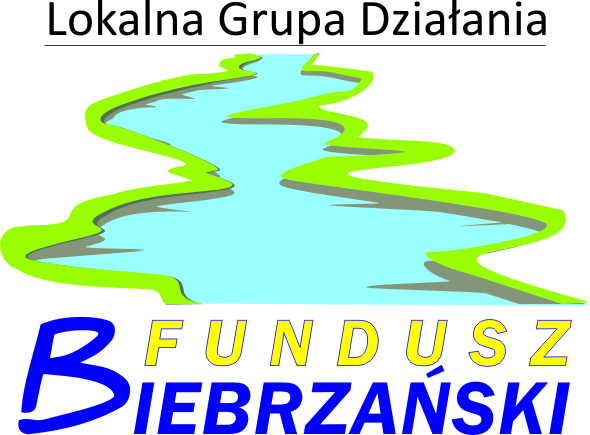 Lokalna Grupa Działania
FUNDUSZ
BIEBRZAŃSKI